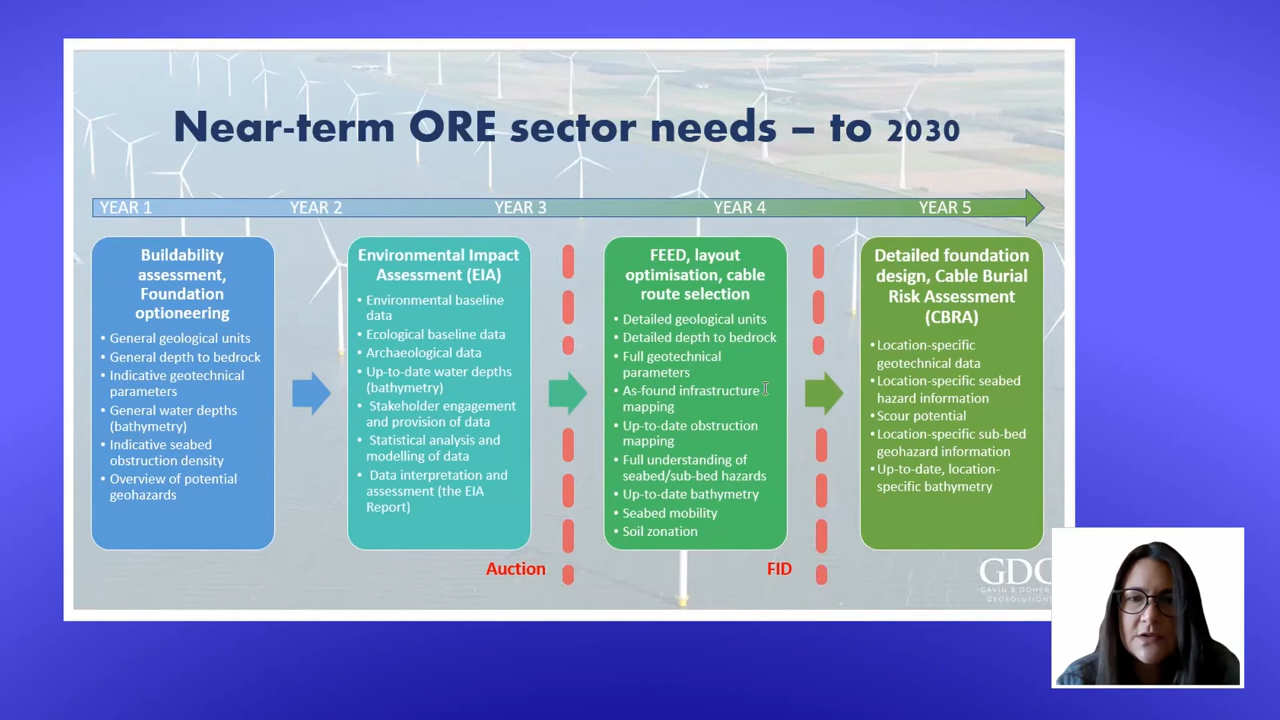 Near-term ORE sector needs – to 2030
YEAR 1
YEAR 2
YEAR 3
YEAR 4
YEAR 5
Buildability
assessment,
Foundation
optioneering
• General geological units
• General depth to bedrock
• Indicative geotechnical
parameters
• General water depths
(bathymetry)
• Indicative seabed
obstruction density
• Overview of potential
geohazards
Environmental Impact
Assessment (EIA)
• Environmental baseline
data
• Ecological baseline data
• Archaeological data
• Up-to-date water depths
(bathymetry)
• Stakeholder engagement
and provision of data
• Statistical analysis and
modelling of data
• Data interpretation and
assessment (the EIA
Report)
Auction
FEED, layout
optimisation, cable
route selection
• Detailed geological units
• Detailed depth to bedrock
• Full geotechnical
parameters
• As-found infrastructure
mapping
• Up-to-date obstruction
mapping
• Full understanding of
seabed/sub-bed hazards
• Up-to-date bathymetry
• Seabed mobility
• Soil zonation
FID
Detailed foundation
design, Cable Burial
Risk Assessment
(CBRA)
• Location-specific
geotechnical data
• Location-specific seabed
hazard information
• Scour potential
• Location-specific sub-bed
geohazard information
• Up-to-date, location-
specific bathymetry
GDG
GAVIN & DOHER
GEOSOLUTIONS